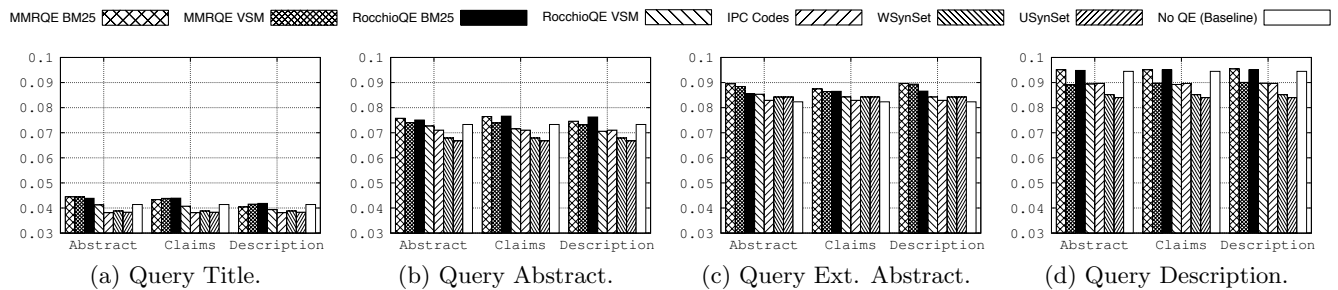 MMRQE BM25 MMRQE VSM RocchioQE BM25 RocchioQE VSM IPC Codes WSynSet USynSet No QE (Baseline)
0.1 0.1 0.1 0.1
0.09 0.09 0.09 0.09
0.08 0.08 0.08 0.08
0.07 0.07 0.07 0.07
0.06 0.06 0.06 0.06
0.05 0.05 0.05 0.05
0.04 0.04 0.04 0.04
0.03 0.03 0.03 0.03
Abstract Claims Description Abstract Claims Description Abstract Claims Description Abstract Claims Description
(a) Query Title. (b) Query Abstract. (c) Query Ext. Abstract. (d) Query Description.